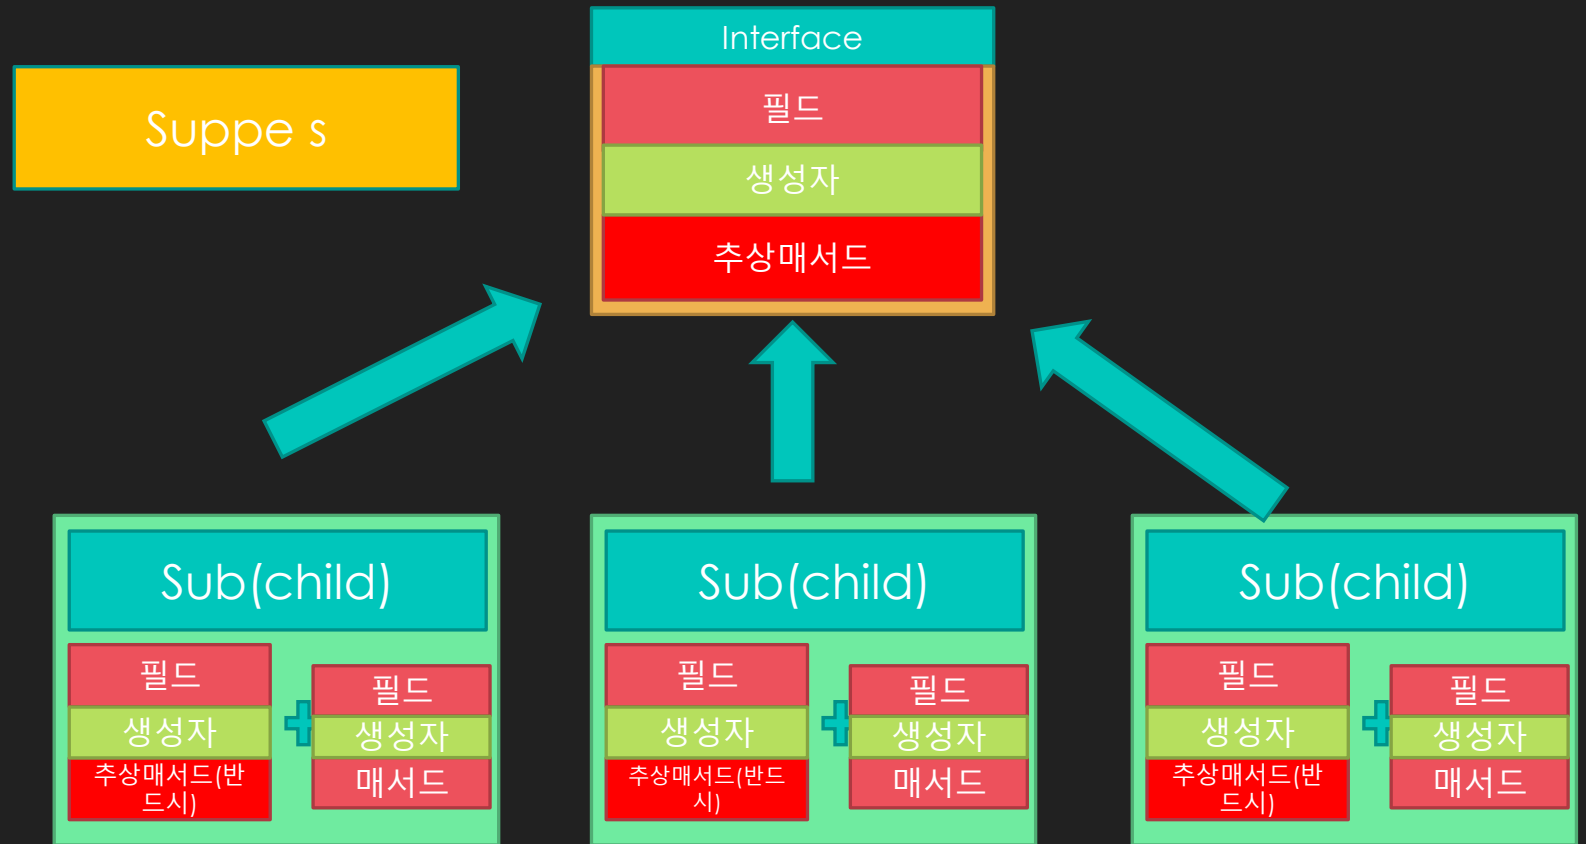 Interface
Suppe s
필드
생성자
추상매서드
Sub(child)
필드
생성자
추상매서드(반
드시)
필드
생성자
매서드
Sub(child)
필드
생성자
추상매서드(반드
시)
필드
생성자
매서드
Sub(child)
필드
생성자
추상매서드(반
드시)
필드
생성자
매서드